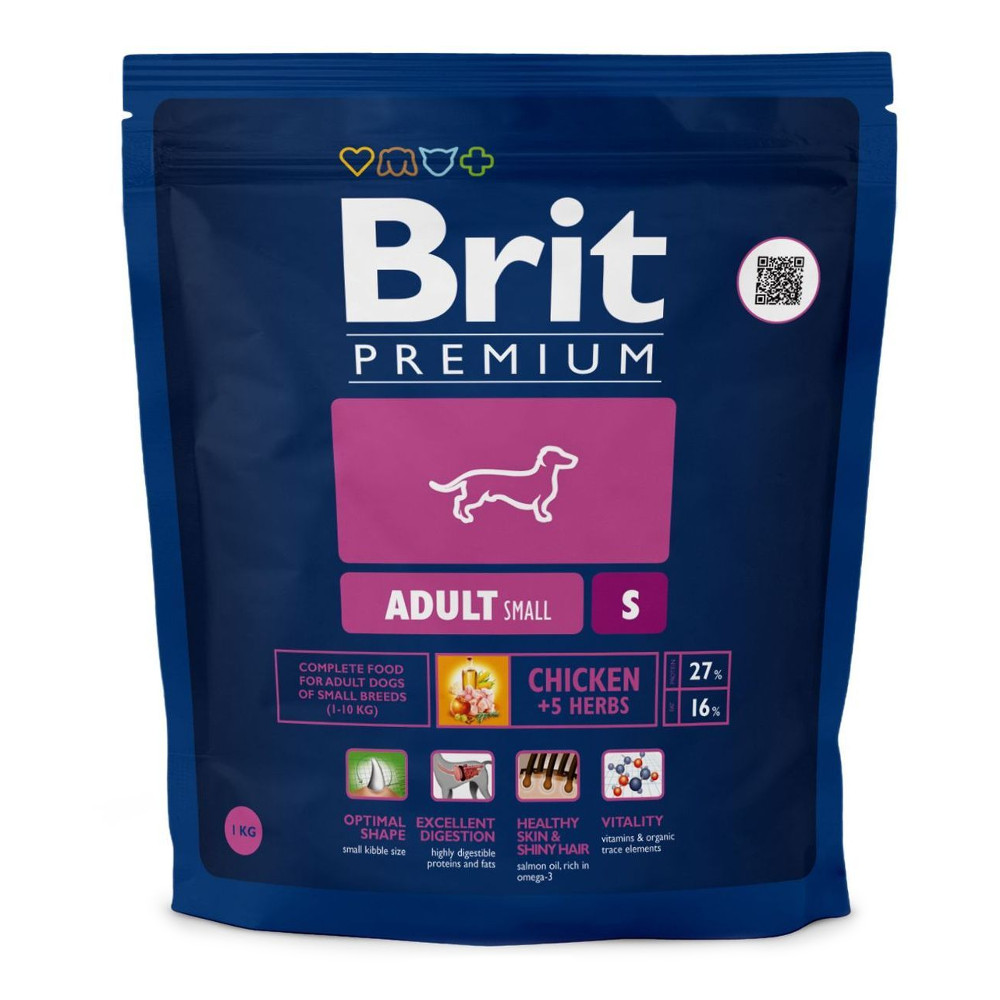 Brit
PREMIUM
ADULT SMALL
S
COMPLETE FOOD
FOR ADULT DOGS
OF SMALL BREEDS
(1-10 KG)
CHICKEN
+5 HERBS
PROTEIN
27%
FAT
16%
OPTIMAL
SHAPE
small kibble size
EXCELLENT
DIGESTION
highly digestible
proteins and fats
HEALTHY
SKIN &
SHINY HAIR
salmon oil, rich in
omega-3
VITALITY
vitamins & organic
trace elements
1 KG